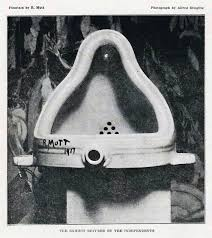 Fountain by R. Mutt
Photograph by Alfred Stieglitz
R.MUTT
1917
THE EXHIBIT REFUSED BY THE INDEPENDENTS